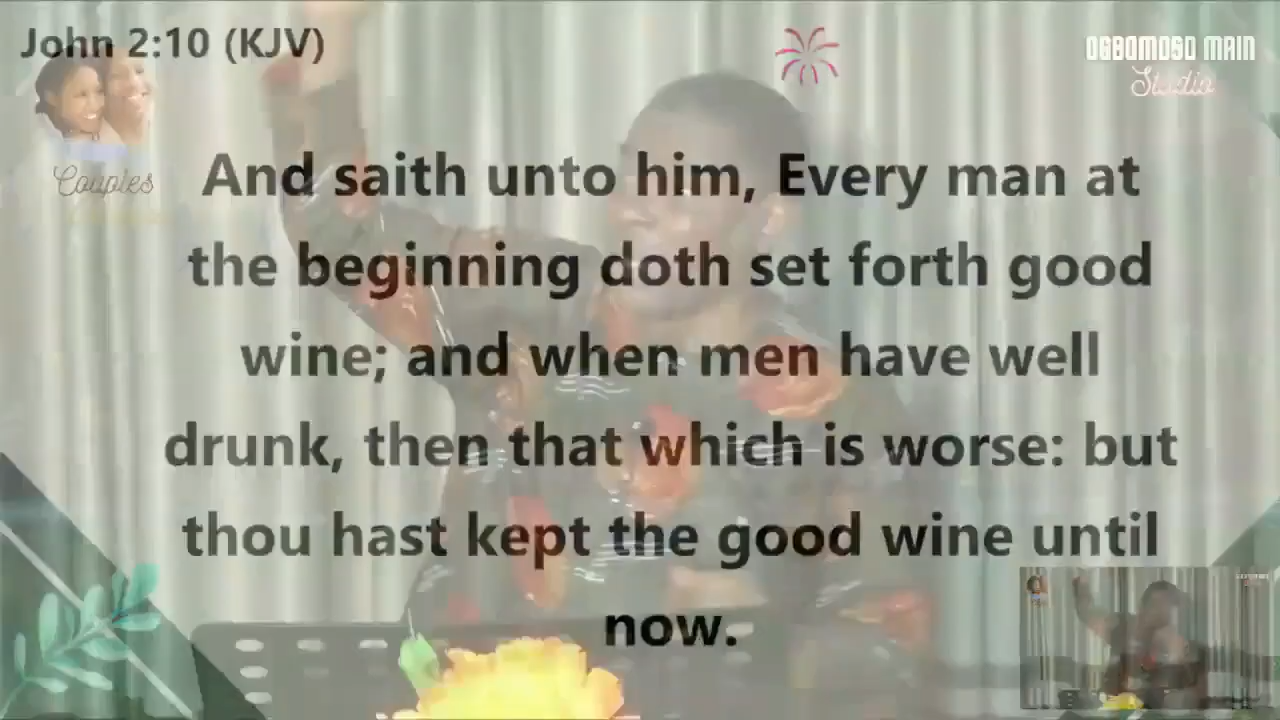 John 2:10 (KJV)
OGBOMOSO MAIN
Studio
Couples
And saith unto him, Every man at
the beginning doth set forth good
wine; and when men have well
drunk, then that which is worse: but
thou hast kept the good wine until
now.